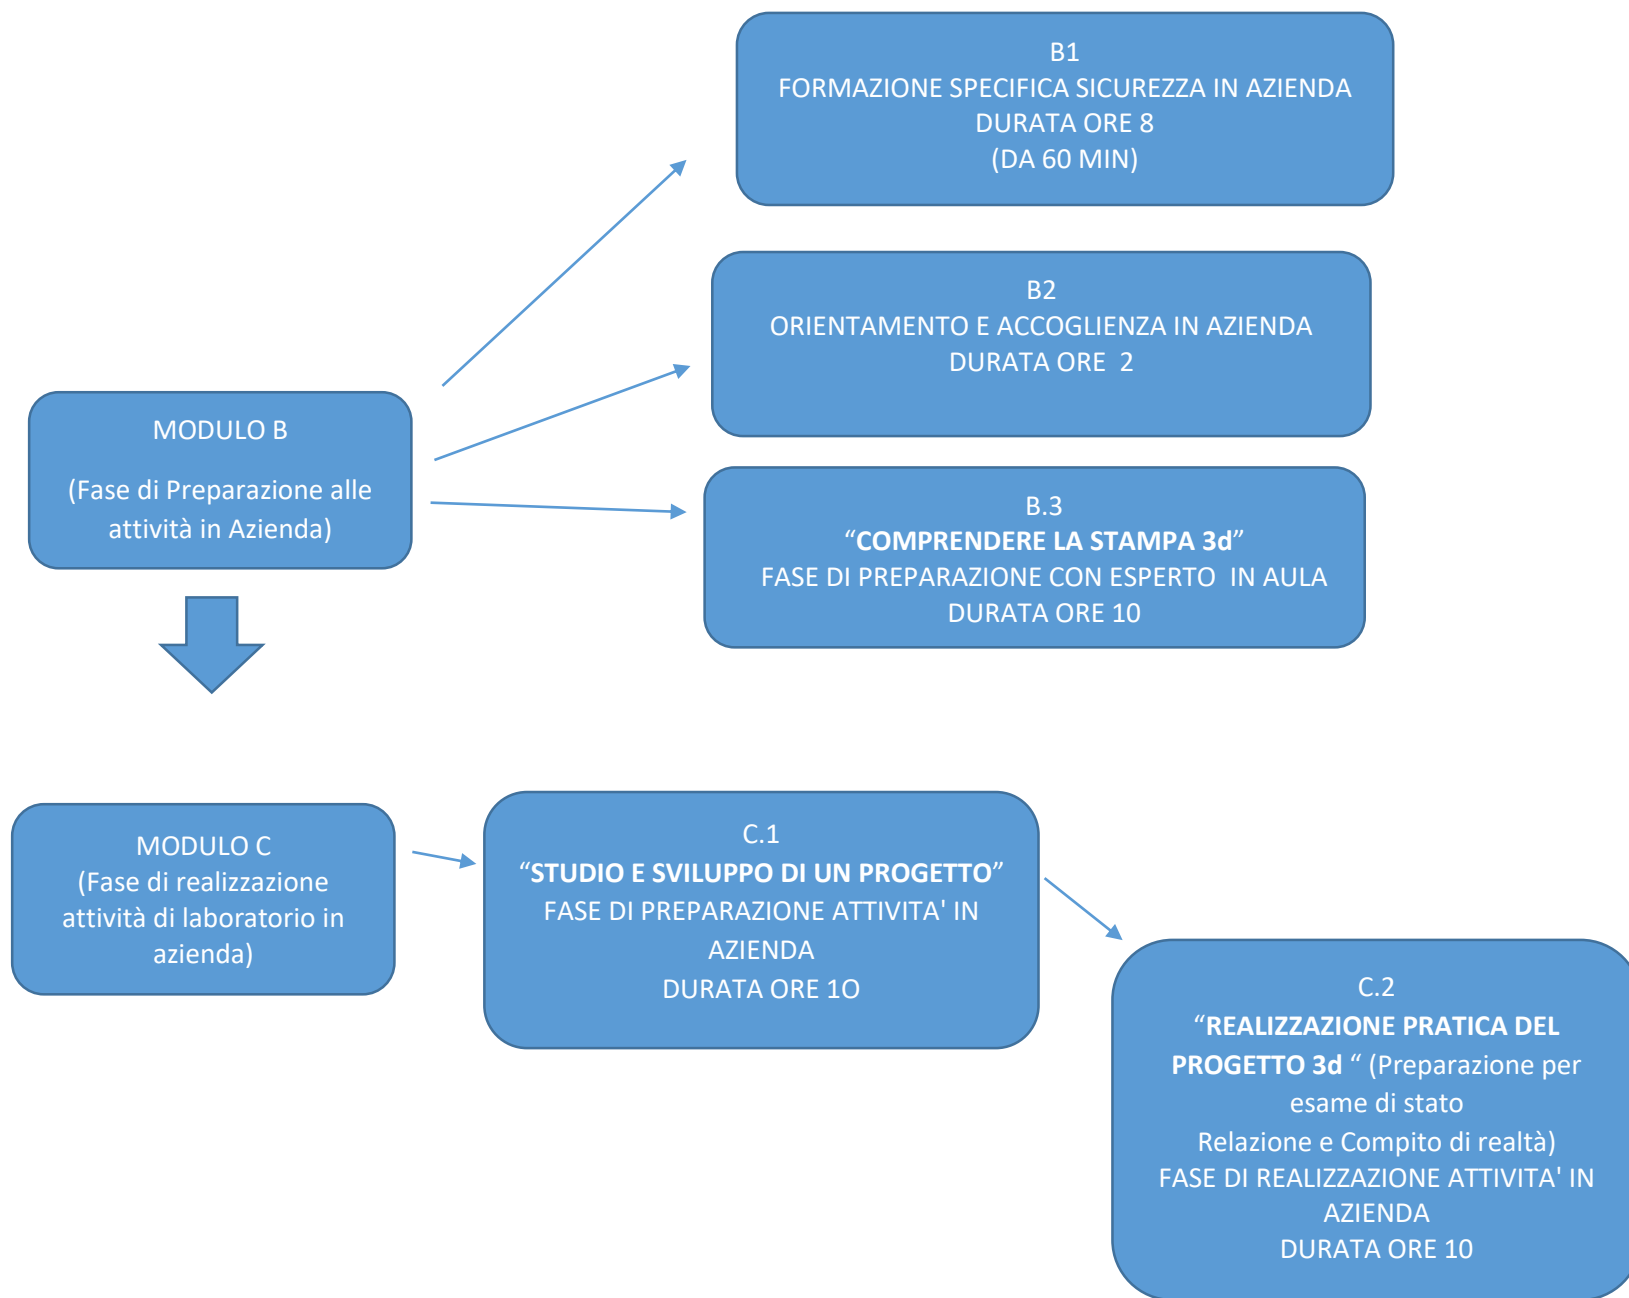 B1
FORMAZIONE SPECIFICA SICUREZZA IN AZIENDA
DURATA ORE 8
(DA 60 MIN)
B2
ORIENTAMENTO E ACCOGLIENZA IN AZIENDA
DURATA ORE 2
MODULO B
(Fase di Preparazione alle
attività in Azienda)
B.3
“COMPRENDERE LA STAMPA 3d”
FASE DI PREPARAZIONE CON ESPERTO IN AULA
DURATA ORE 10
MODULO C
(Fase di realizzazione
attività di laboratorio in
azienda)
C.1
“STUDIO E SVILUPPO DI UN PROGETTO”
FASE DI PREPARAZIONE ATTIVITA' IN
AZIENDA
DURATA ORE 1O
C.2
“REALIZZAZIONE PRATICA DEL
PROGETTO 3d “ (Preparazione per
esame di stato
Relazione e Compito di realtà)
FASE DI REALIZZAZIONE ATTIVITA' IN
AZIENDA
DURATA ORE 10